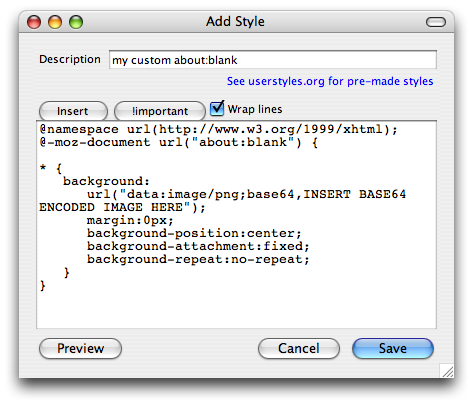 Add Style
Description my custom about:blank
See userstyles.org for pre-made styles
Insert !important Wrap lines
@namespace url(http://www.w3.org/1999/xhtml);
@-moz-document url("about:blank") {
* {
background:
url("data:image/png;base64,INSERT BASE64
ENCODED IMAGE HERE");
margin:0px;
background-position:center;
background-attachment:fixed;
background-repeat:no-repeat;
}
}
Preview Cancel Save